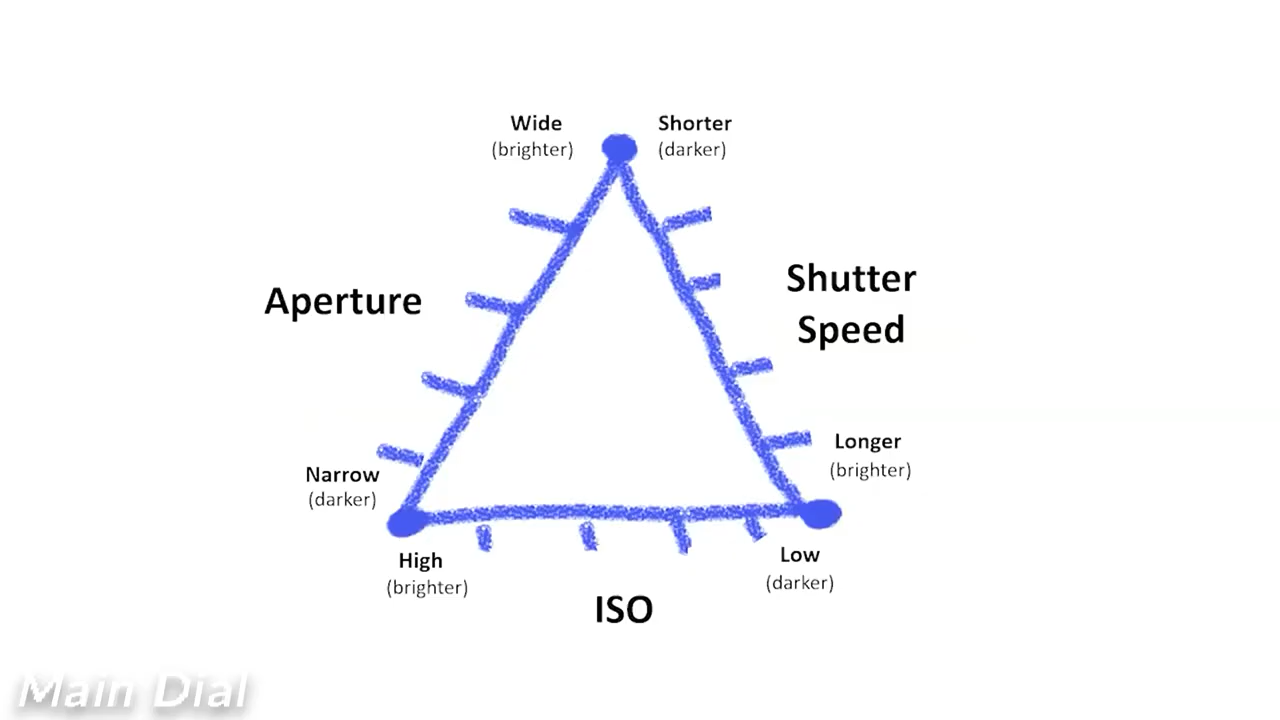 Wide
(brighter)
Shorter
(darker)
Aperture
Shutter
Speed
Narrow
(darker)
Longer
(brighter)
High
(brighter)
Low
(darker)
ISO
Main Dial